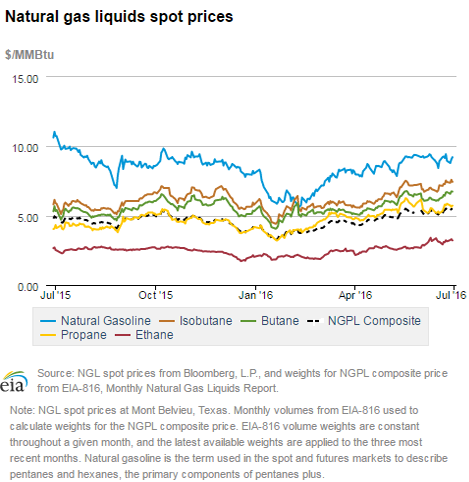 Natural gas liquids spot prices
$/MMBtu
15.00
10.00
5.00
0.00
Jul '15 Oct '15 Jan '16 Apr '16 Jul '16
Natural Gasoline Isobutane Butane NGPL Composite
Propane Ethane
eia
Source: NGL spot prices from Bloomberg, L.P., and weights for NGPL composite price
from EIA-816, Monthly Natural Gas Liquids Report.
Note: NGL spot prices at Mont Belvieu, Texas. Monthly volumes from EIA-816 used to
calculate weights for the NGPL composite price. EIA-816 volume weights are constant
throughout a given month, and the latest available weights are applied to the three most
recent months. Natural gasoline is the term used in the spot and futures markets to describe
pentanes and hexanes, the primary components of pentanes plus.